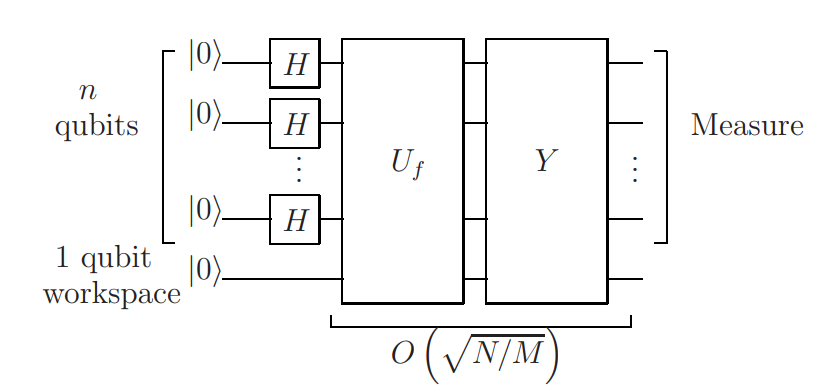 |0⟩ H
n
qubits
|0⟩ H
Measure
⋮ U_f Y ⋮
|0⟩ H
1 qubit
workspace
|0⟩
O(√N/M)